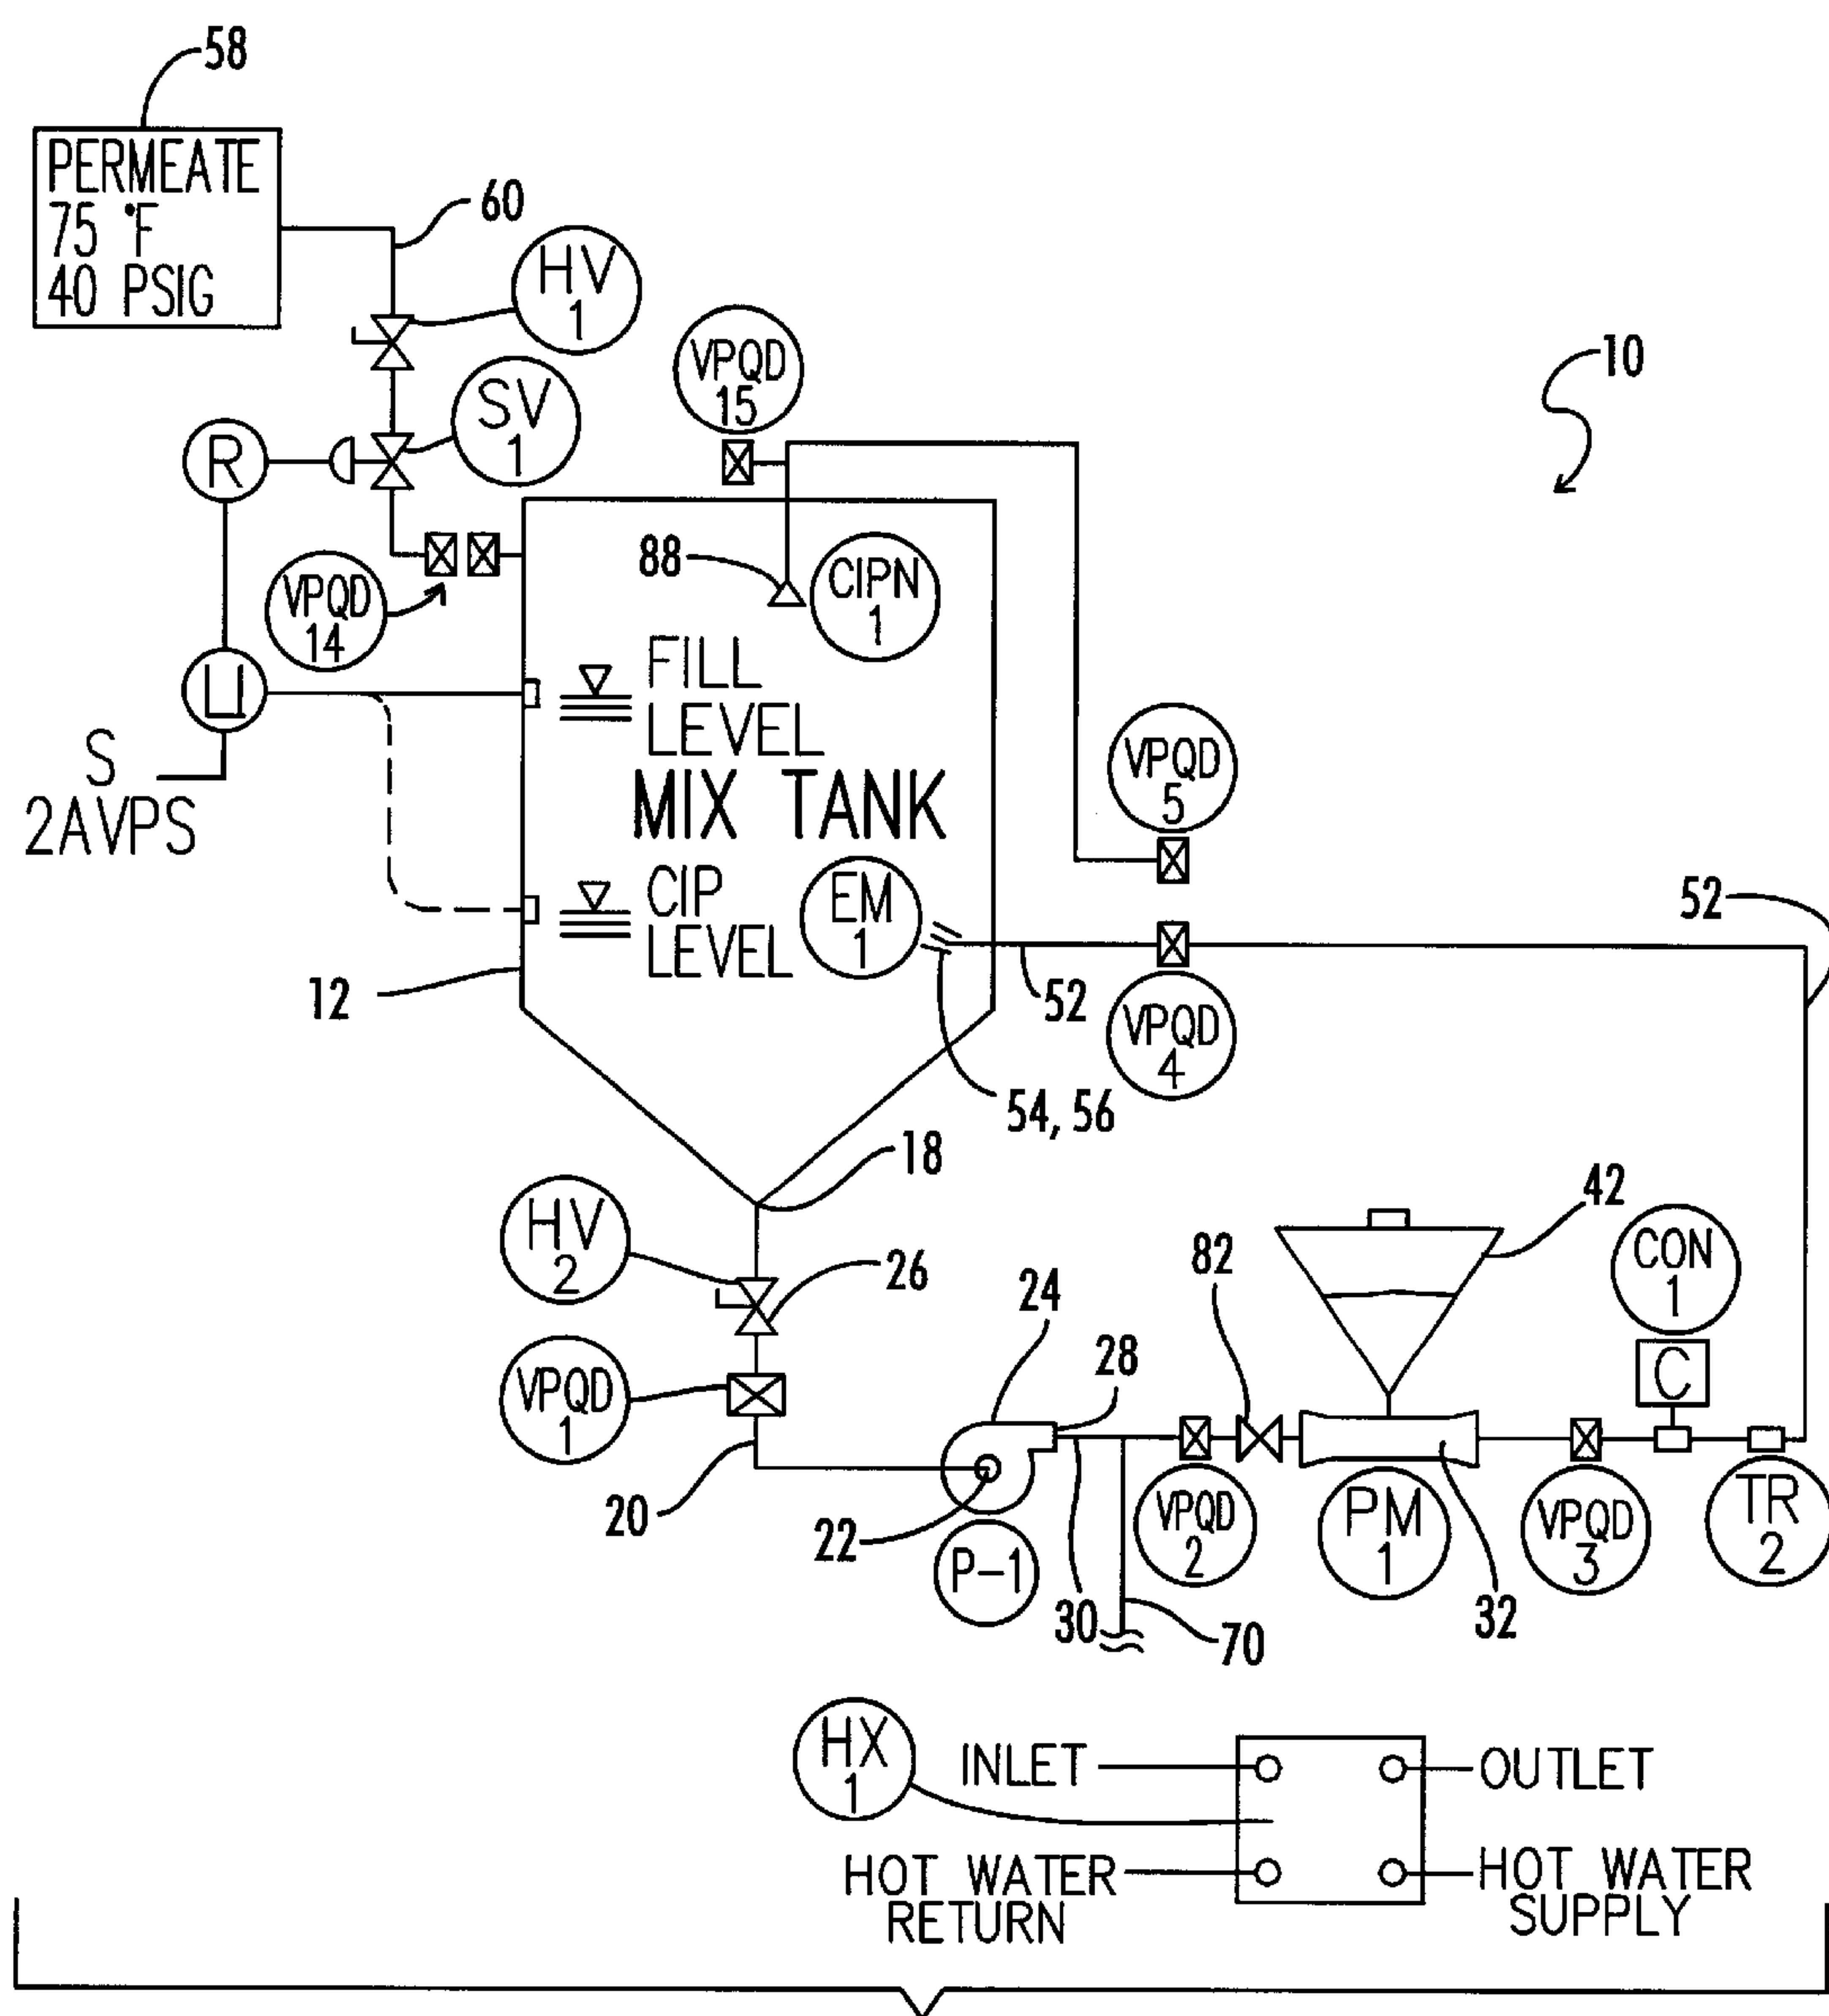 58
PERMEATE
75 °F
40 PSIG
60
HV
1
SV
1
R
VPQD
15
10
VPQD
14
88
CIPN
1
LI
S
2AVPS
FILL
LEVEL
MIX TANK
CIP
LEVEL
EM
1
VPQD
5
52
12
52
VPQD
4
54, 56
18
HV
2
26
VPQD
1
20
24
28
22
P-1
30
70
VPQD
2
82
42
PM
1
32
CON
1
C
VPQD
3
TR
2
HX
1
INLET
OUTLET
HOT WATER
RETURN
HOT WATER
SUPPLY